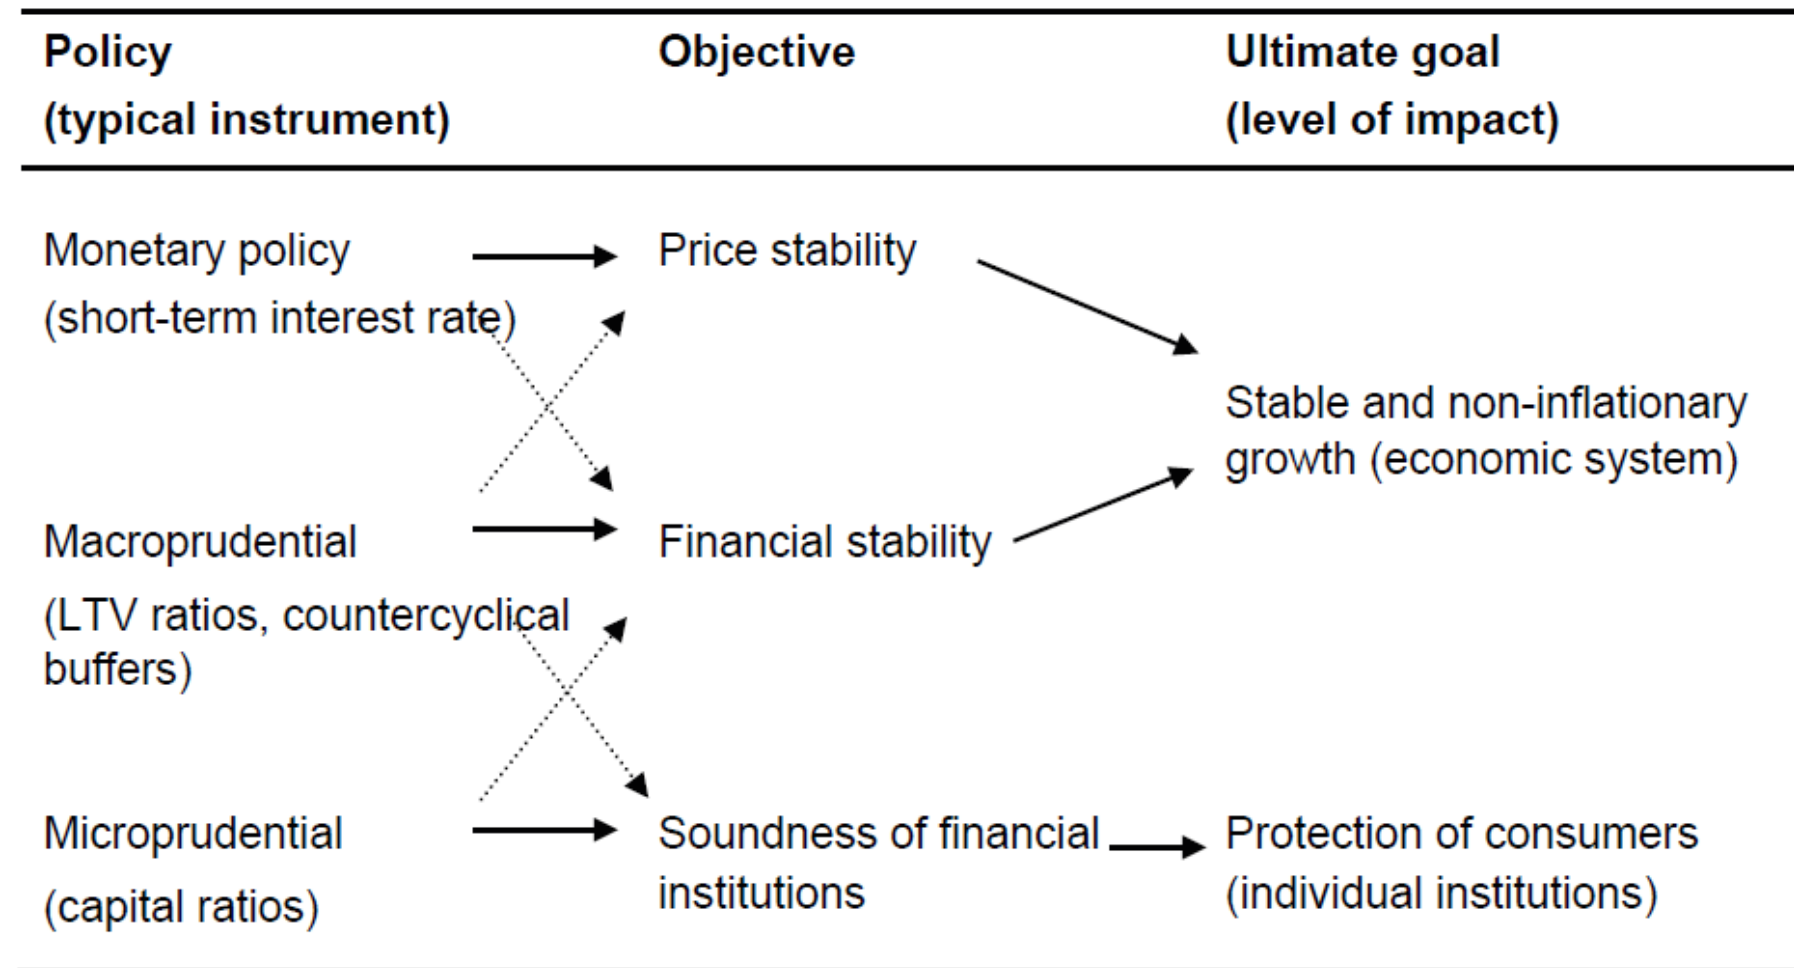 Policy
(typical instrument)
Objective
Ultimate goal
(level of impact)
Monetary policy
(short-term interest rate)
Price stability
Stable and non-inflationary
growth (economic system)
Macroprudential
(LTV ratios, countercyclical
buffers)
Financial stability
Microprudential
(capital ratios)
Soundness of financial
institutions
Protection of consumers
(individual institutions)